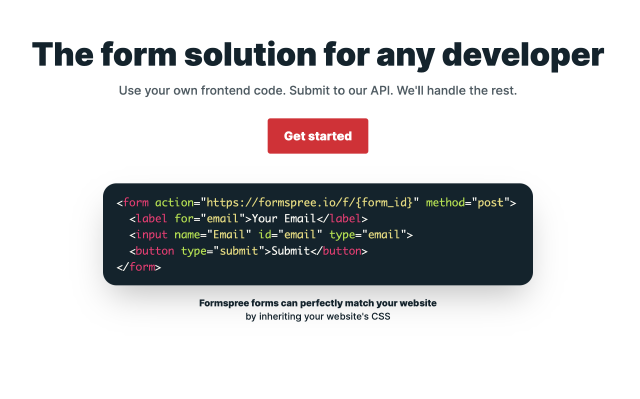 The form solution for any developer
Use your own frontend code. Submit to our API. We'll handle the rest.
Get started
<form action="https://formspree.io/f/{form_id}" method="post">
  <label for="email">Your Email</label>
  <input name="Email" id="email" type="email">
  <button type="submit">Submit</button>
</form>
Formspree forms can perfectly match your website
by inheriting your website's CSS